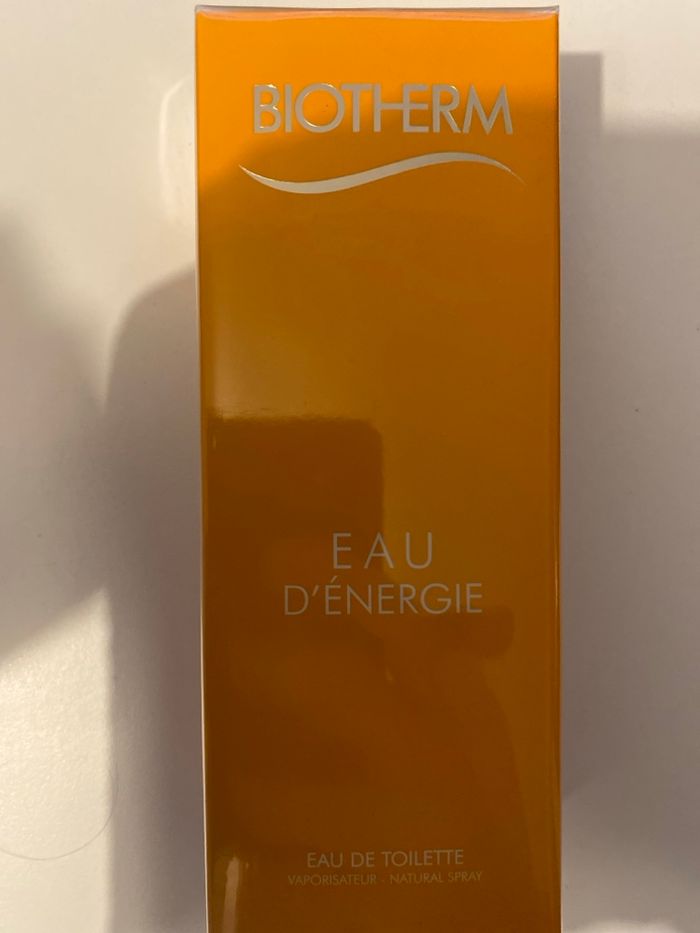 BIOTHERM
EAU
D'ÉNERGIE
EAU DE TOILETTE
VAPORISATEUR - NATURAL SPRAY